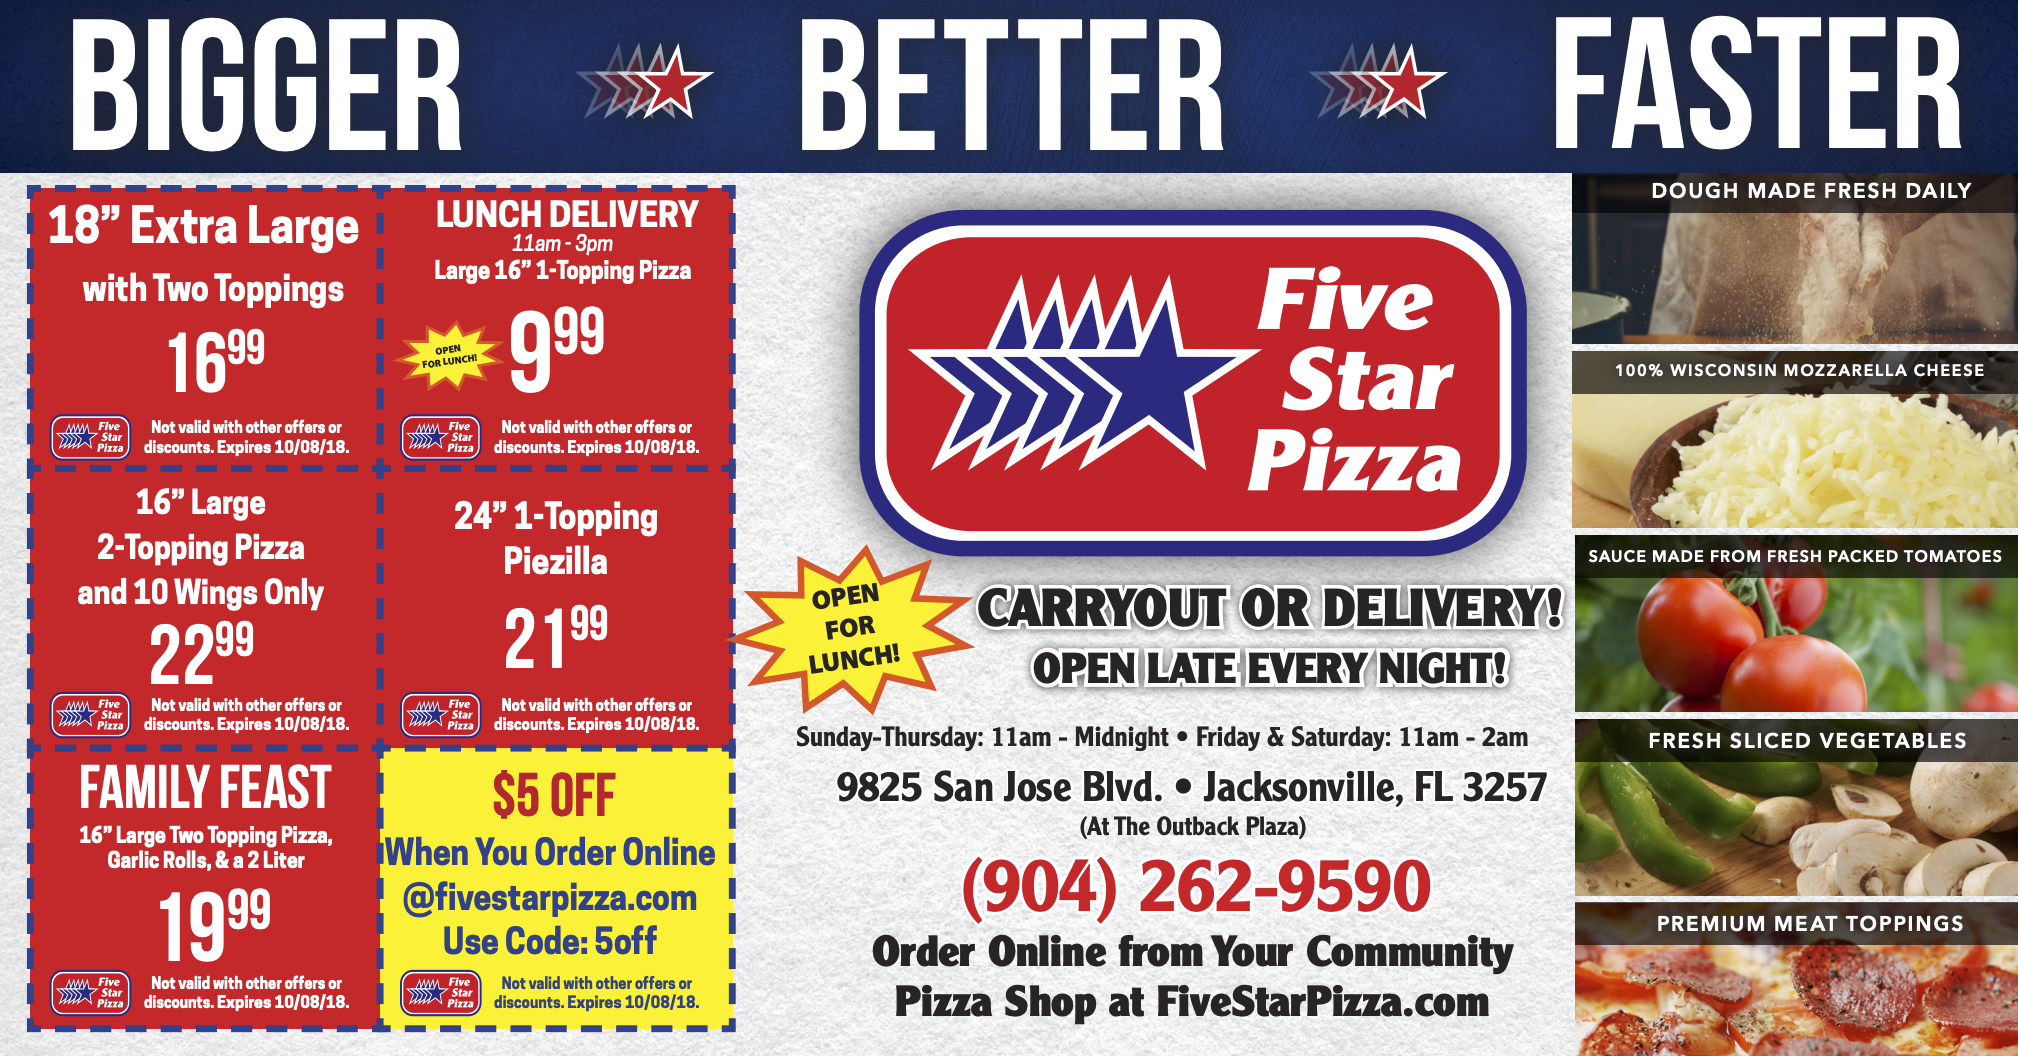 BIGGER BETTER FASTER
18” Extra Large
with Two Toppings
16⁹⁹
Five
Star
Pizza
Not valid with other offers or
discounts. Expires 10/08/18.
LUNCH DELIVERY
11am - 3pm
Large 16” 1-Topping Pizza
OPEN
FOR LUNCH!
9⁹⁹
Five
Star
Pizza
Not valid with other offers or
discounts. Expires 10/08/18.
16” Large
2-Topping Pizza
and 10 Wings Only
22⁹⁹
Five
Star
Pizza
Not valid with other offers or
discounts. Expires 10/08/18.
24” 1-Topping
Piezilla
21⁹⁹
Five
Star
Pizza
Not valid with other offers or
discounts. Expires 10/08/18.
FAMILY FEAST
16” Large Two Topping Pizza,
Garlic Rolls, & a 2 Liter
19⁹⁹
Five
Star
Pizza
Not valid with other offers or
discounts. Expires 10/08/18.
$5 OFF
When You Order Online
@fivestarpizza.com
Use Code: 5off
Five
Star
Pizza
Not valid with other offers or
discounts. Expires 10/08/18.
Five
Star
Pizza
OPEN
FOR
LUNCH!
CARRYOUT OR DELIVERY!
OPEN LATE EVERY NIGHT!
Sunday-Thursday: 11am - Midnight • Friday & Saturday: 11am - 2am
9825 San Jose Blvd. • Jacksonville, FL 3257
(At The Outback Plaza)
(904) 262-9590
Order Online from Your Community
Pizza Shop at FiveStarPizza.com
DOUGH MADE FRESH DAILY
100% WISCONSIN MOZZARELLA CHEESE
SAUCE MADE FROM FRESH PACKED TOMATOES
FRESH SLICED VEGETABLES
PREMIUM MEAT TOPPINGS